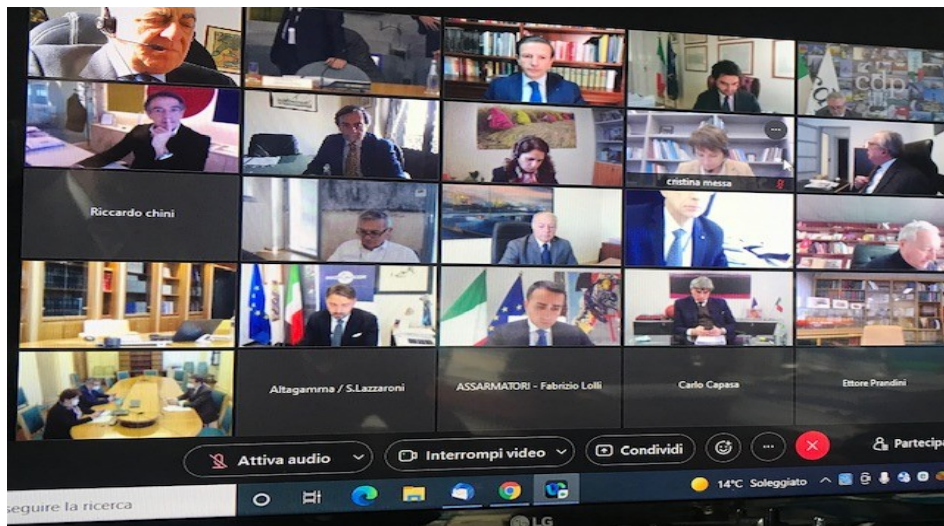 cdp
cristina messa
Riccardo chini
Altagamma / S.Lazzaroni
ASSARMATORI - Fabrizio Lolli
Carlo Capasa
Ettore Prandini
Attiva audio
Interrompi video
Condividi
Partecipa
seguire la ricerca
14°C Soleggiato
LG